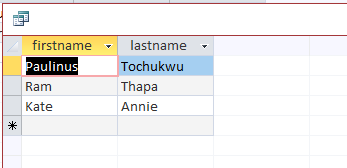 firstname lastname
Paulinus Tochukwu
Ram Thapa
Kate Annie